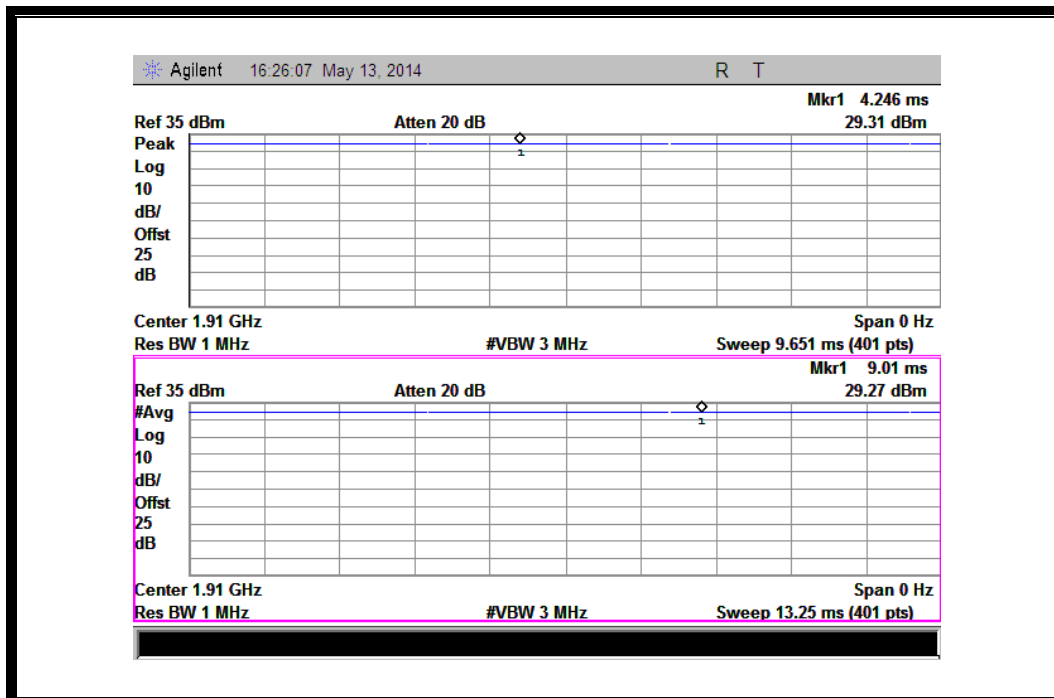 Agilent 16:26:07 May 13, 2014 R T
Mkr1 4.246 ms
Ref 35 dBm Atten 20 dB 29.31 dBm
Peak
1
Log
10
dB/
Offst
25
dB
Center 1.91 GHz Span 0 Hz
Res BW 1 MHz #VBW 3 MHz Sweep 9.651 ms (401 pts)
Mkr1 9.01 ms
Ref 35 dBm Atten 20 dB 29.27 dBm
#Avg
1
Log
10
dB/
Offst
25
dB
Center 1.91 GHz Span 0 Hz
Res BW 1 MHz #VBW 3 MHz Sweep 13.25 ms (401 pts)